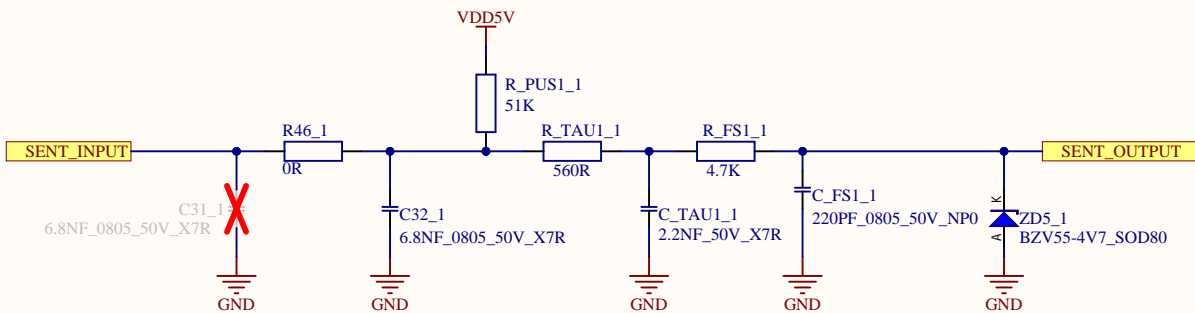 VDD5V
R_PUS1_1
51K
R46_1
R_TAU1_1
R_FS1_1
SENT_INPUT
SENT_OUTPUT
0R
560R
4.7K
C31_1
6.8NF_0805_50V_X7R
C32_1
6.8NF_0805_50V_X7R
C_TAU1_1
2.2NF_50V_X7R
C_FS1_1
220PF_0805_50V_NP0
K
A
ZD5_1
BZV55-4V7_SOD80
GND
GND
GND
GND
GND